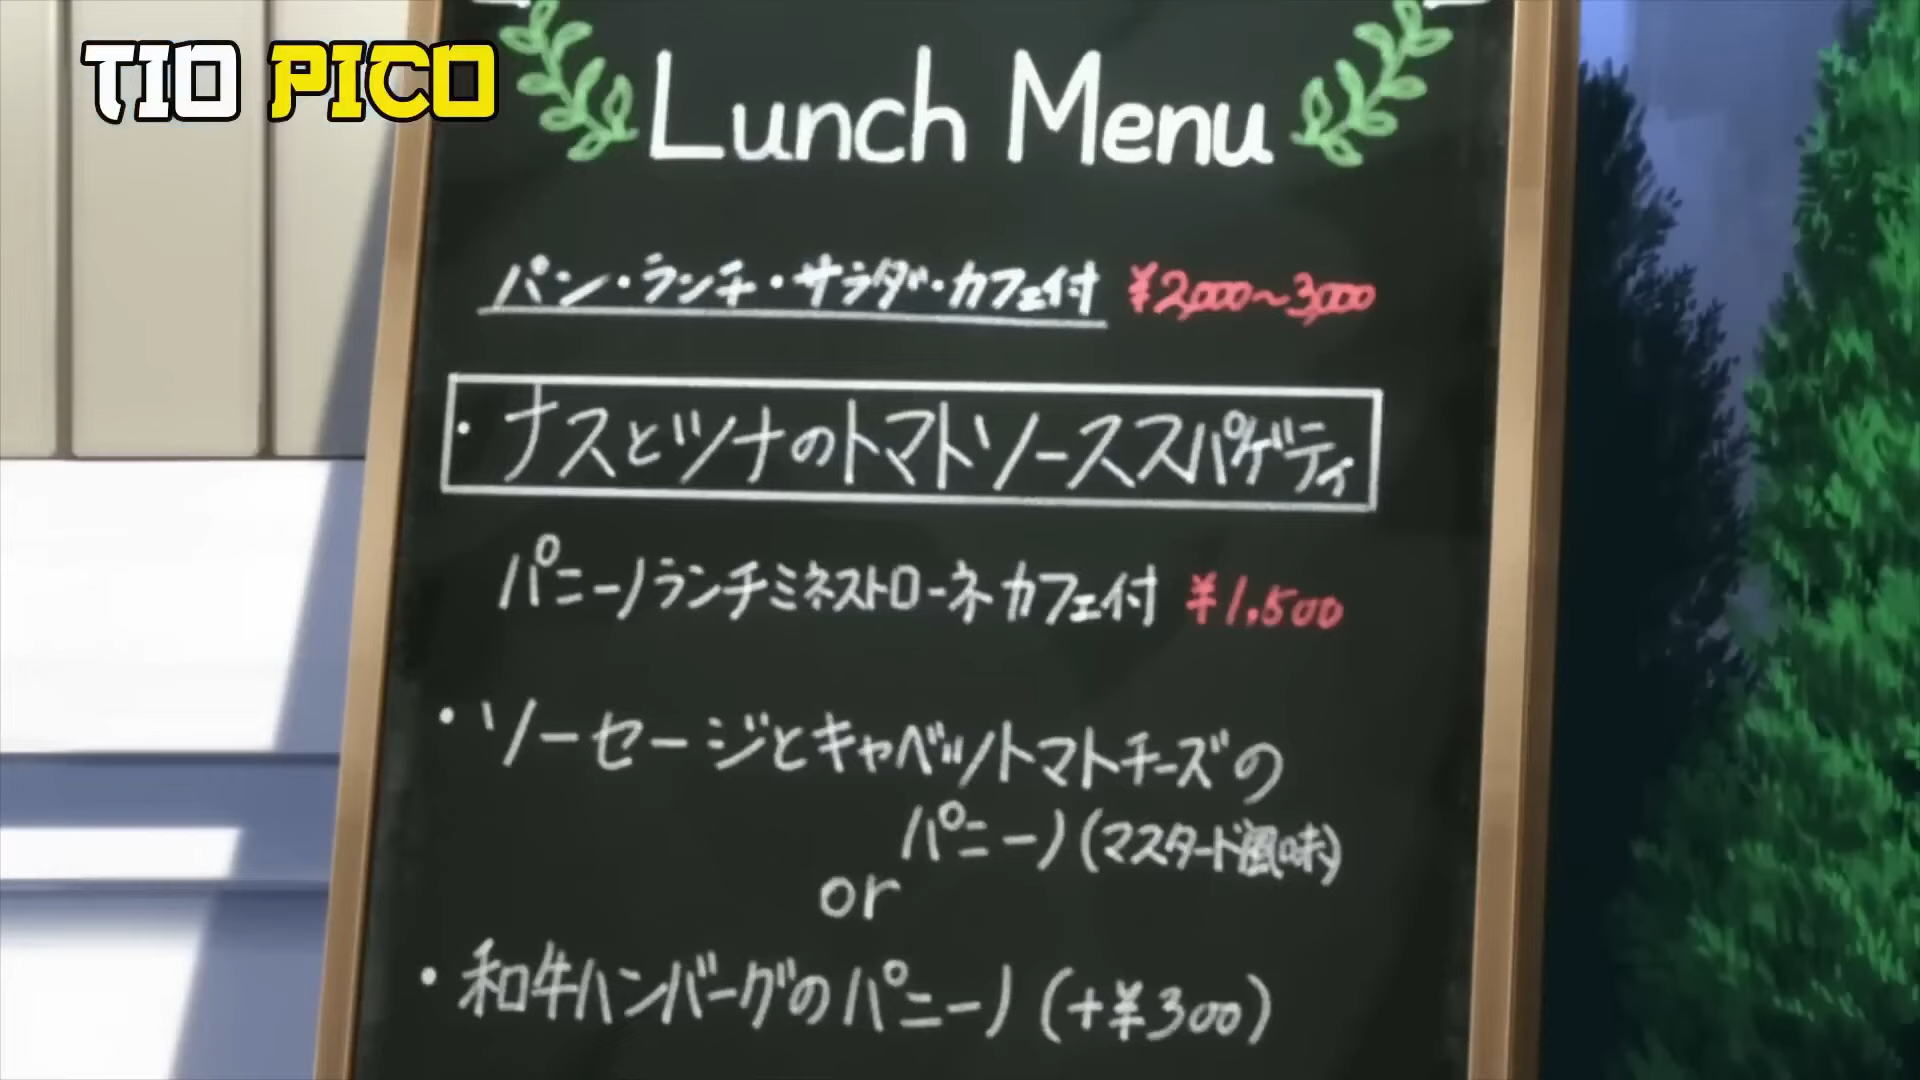 TIO PICO
Lunch Menu
パン・ランチ・サラダ・カフェ付 ¥2,000～3,000
・ナスとツナのトマトソーススパゲティ
パニーノランチミネストローネカフェ付 ¥1,500
・ソーセージとキャベツ/トマトチーズの
パニーノ(マスタード風味)
or
・和牛ハンバーグのパニーノ(+¥300)